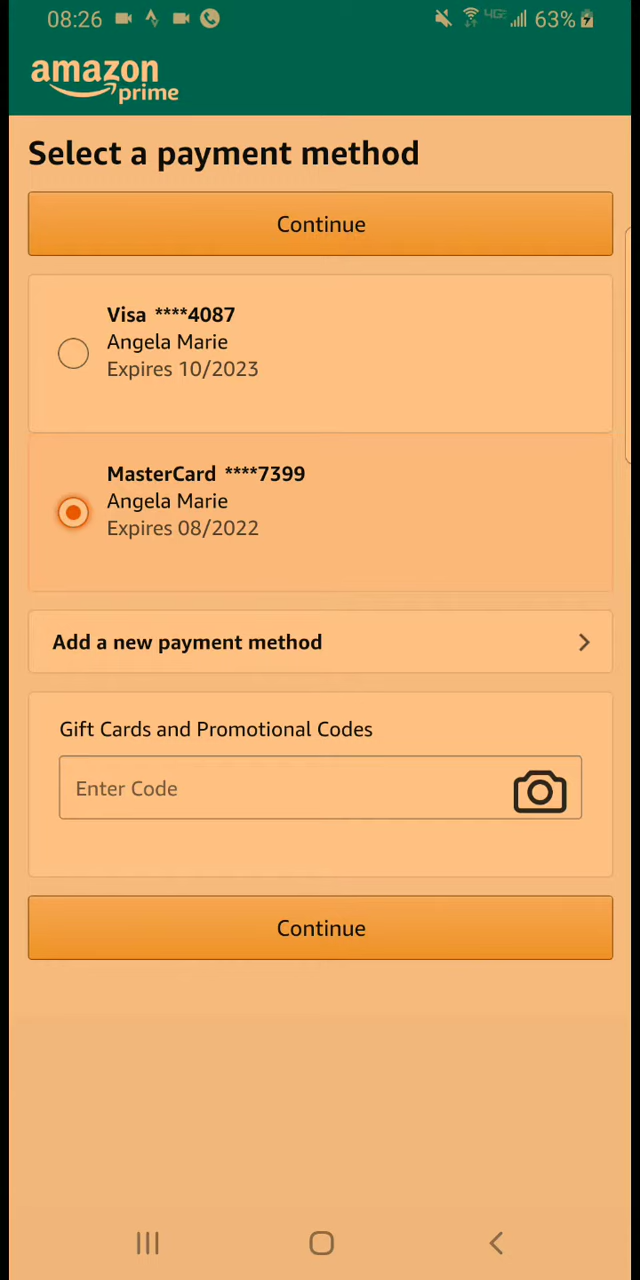 08:26 4G 63%
amazon
prime
Select a payment method
Continue
Visa ****4087
Angela Marie
Expires 10/2023
MasterCard ****7399
Angela Marie
Expires 08/2022
Add a new payment method
Gift Cards and Promotional Codes
Enter Code
Continue